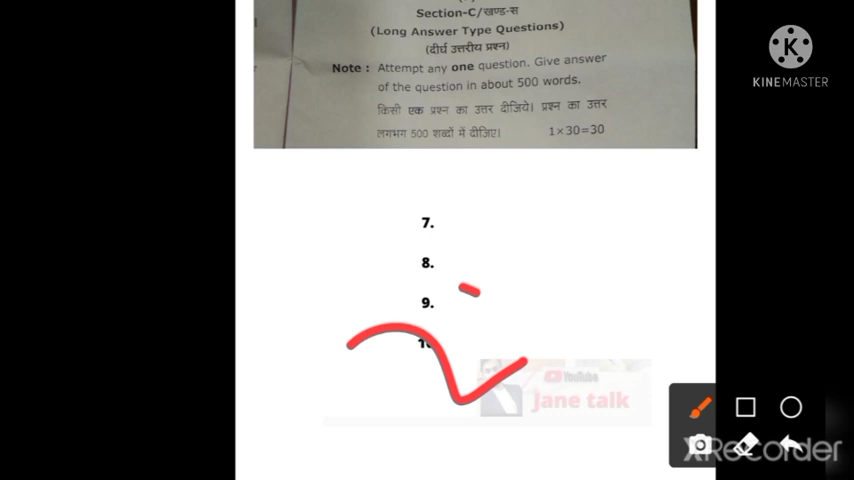 Section-C/खण्ड-स
(Long Answer Type Questions)
(दीर्घ उत्तरीय प्रश्न)
Note : Attempt any one question. Give answer
of the question in about 500 words.
किसी एक प्रश्न का उत्तर दीजिये। प्रश्न का उत्तर
लगभग 500 शब्दों में दीजिए। 1×30=30
K
KINEMASTER
7.
8.
9.
10
YouTube
Jane talk
XRecorder